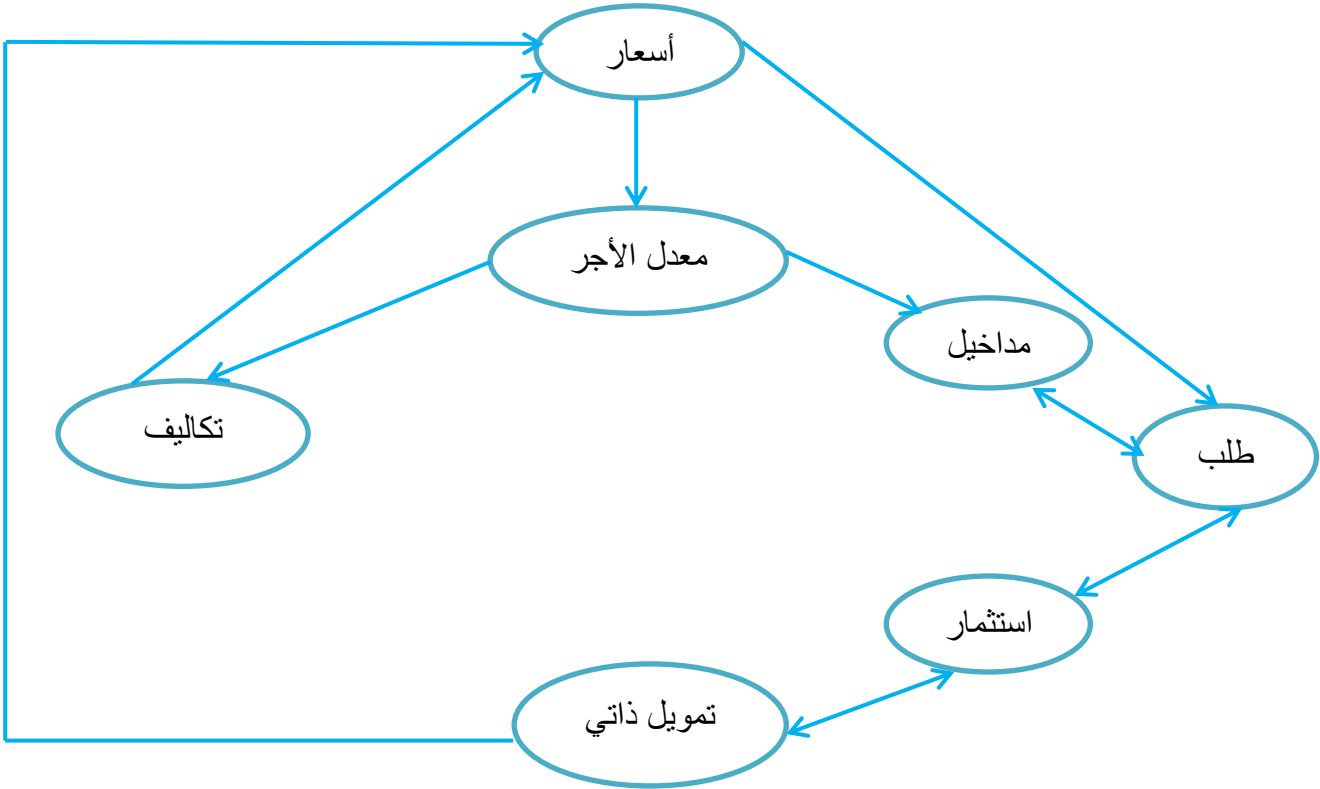 أسعار
معدل الأجر
مداخيل
تكاليف
طلب
استثمار
تمويل ذاتي